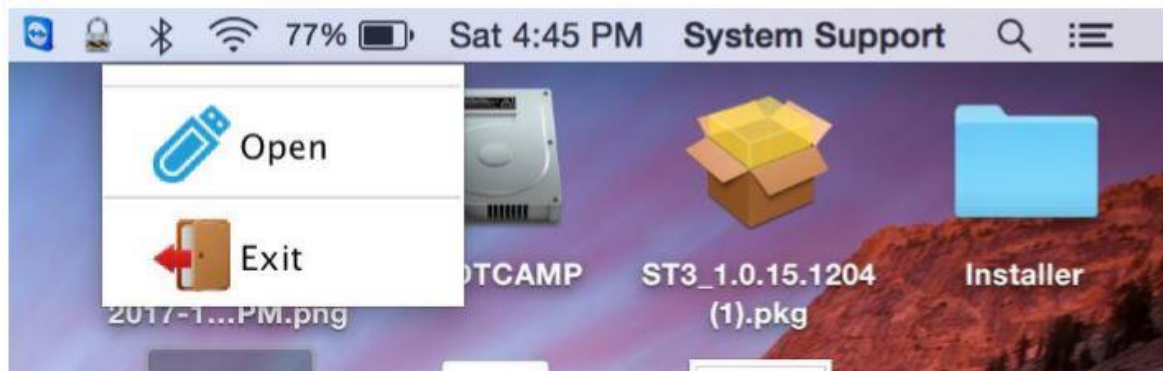 77% Sat 4:45 PM System Support
Open
Exit
OTCAMP
ST3_1.0.15.1204
(1).pkg
Installer
2017-1...PM.png